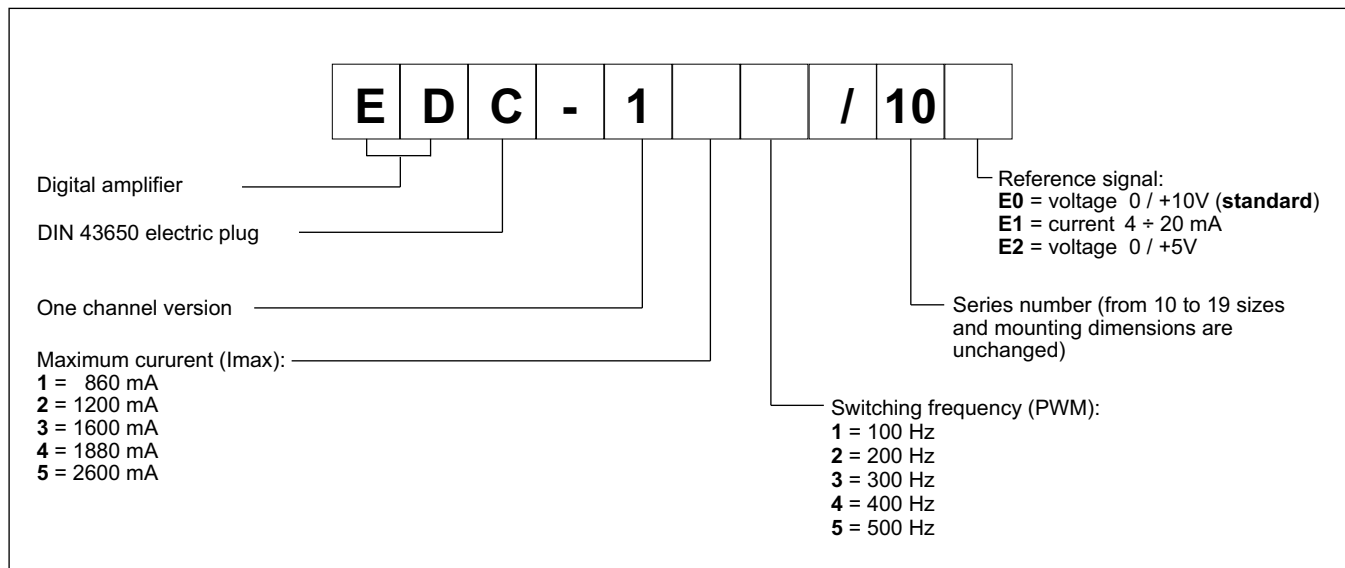 E D C - 1 / 10
Digital amplifier
DIN 43650 electric plug
One channel version
Maximum cururent (Imax):
1 = 860 mA
2 = 1200 mA
3 = 1600 mA
4 = 1880 mA
5 = 2600 mA
Reference signal:
E0 = voltage 0 / +10V (standard)
E1 = current 4 ÷ 20 mA
E2 = voltage 0 / +5V
Series number (from 10 to 19 sizes
and mounting dimensions are
unchanged)
Switching frequency (PWM):
1 = 100 Hz
2 = 200 Hz
3 = 300 Hz
4 = 400 Hz
5 = 500 Hz